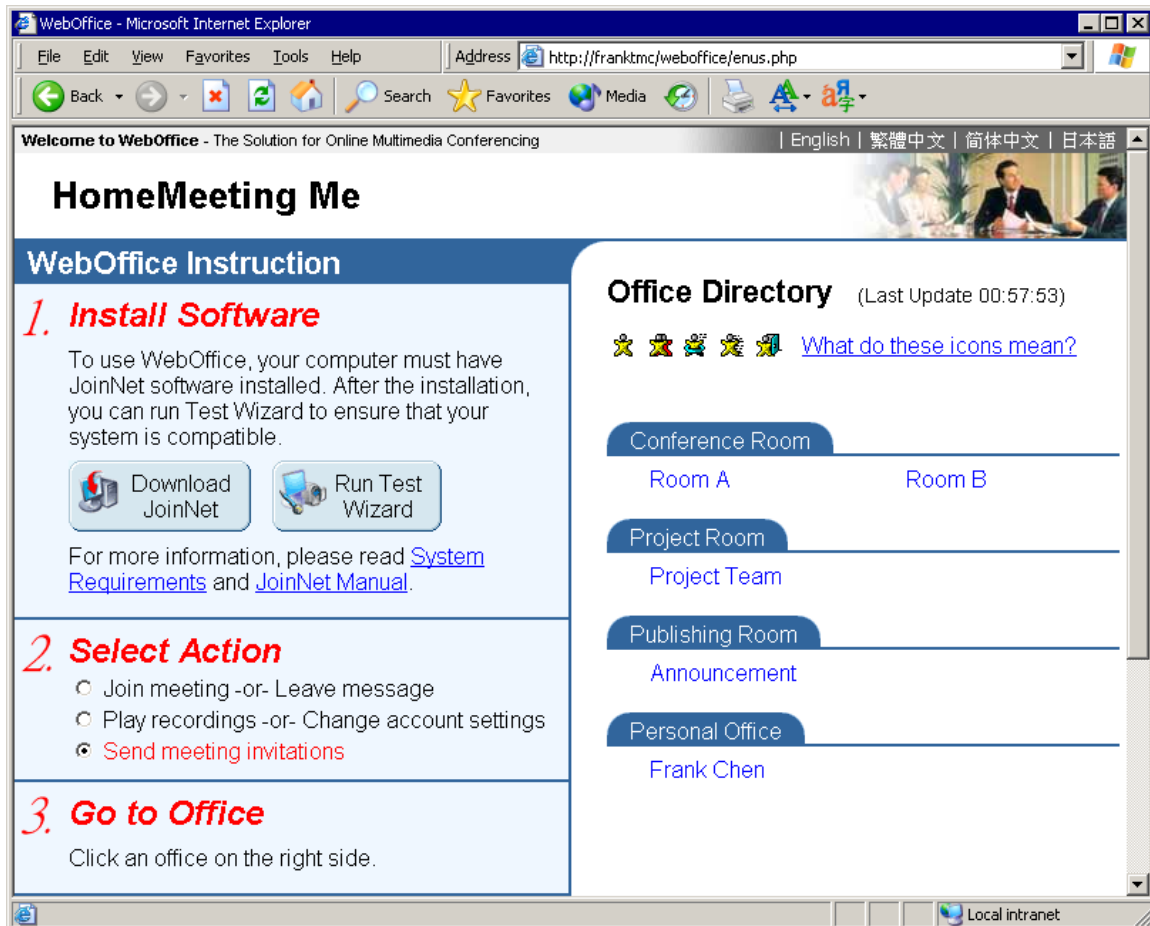 WebOffice - Microsoft Internet Explorer
File Edit View Favorites Tools Help Address http://franktmc/weboffice/enus.php
Back Search Favorites Media
Welcome to WebOffice - The Solution for Online Multimedia Conferencing | English | 繁體中文 | 简体中文 | 日本語
HomeMeeting Me
WebOffice Instruction
1. Install Software
To use WebOffice, your computer must have
JoinNet software installed. After the installation,
you can run Test Wizard to ensure that your
system is compatible.
Download
JoinNet
Run Test
Wizard
For more information, please read System
Requirements and JoinNet Manual.
2. Select Action
Join meeting -or- Leave message
Play recordings -or- Change account settings
Send meeting invitations
3. Go to Office
Click an office on the right side.
Office Directory (Last Update 00:57:53)
What do these icons mean?
Conference Room
Room A Room B
Project Room
Project Team
Publishing Room
Announcement
Personal Office
Frank Chen
Local intranet